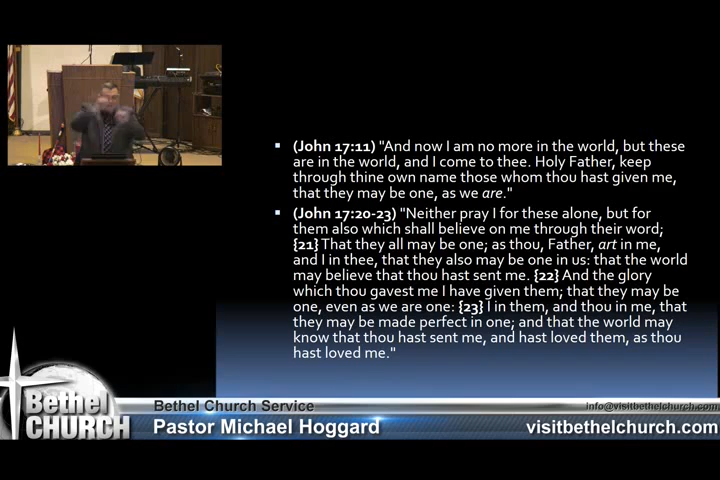 (John 17:11) "And now I am no more in the world, but these
are in the world, and I come to thee. Holy Father, keep
through thine own name those whom thou hast given me,
that they may be one, as we are."
(John 17:20-23) "Neither pray I for these alone, but for
them also which shall believe on me through their word;
{21} That they all may be one; as thou, Father, art in me,
and I in thee, that they also may be one in us: that the world
may believe that thou hast sent me. {22} And the glory
which thou gavest me I have given them; that they may be
one, even as we are one: {23} I in them, and thou in me, that
they may be made perfect in one; and that the world may
know that thou hast sent me, and hast loved them, as thou
hast loved me."
Bethel
CHURCH
Bethel Church Service
info@visitbethelchurch.com
Pastor Michael Hoggard
visitbethelchurch.com